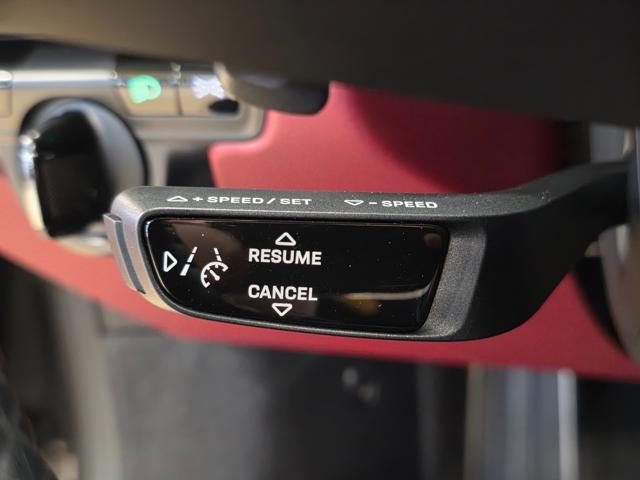 + SPEED / SET
- SPEED
RESUME
CANCEL